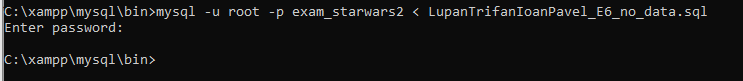 C:\xampp\mysql\bin>mysql -u root -p exam_starwars2 < LupanTrifanIoanPavel_E6_no_data.sql
Enter password:
C:\xampp\mysql\bin>